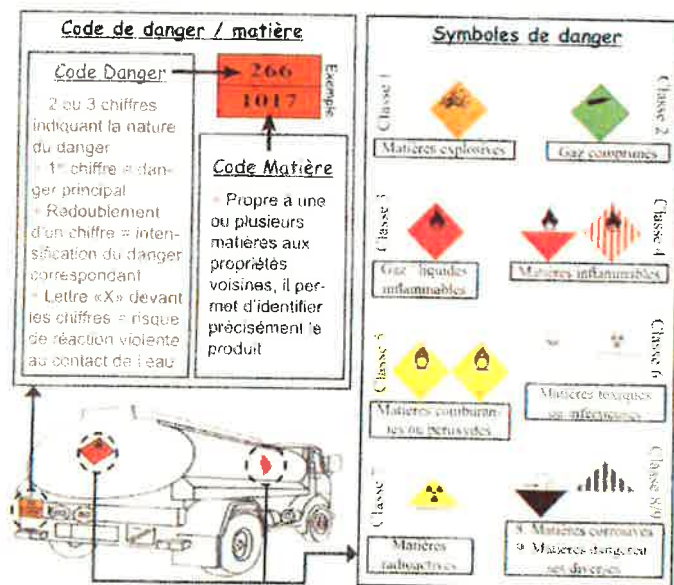 Code de danger / matière
Code Danger
266
1017
Exemple
2 ou 3 chiffres
indiquant la nature
du danger
• 1er chiffre = dan-
ger principal
• Redoublement
d'un chiffre = inten-
sification du danger
correspondant
• Lettre «X» devant
les chiffres = risque
de réaction violente
au contact de l'eau
Code Matière
• Propre à une
ou plusieurs
matières aux
propriétés
voisines, il per-
met d'identifier
précisément le
produit
Symboles de danger
Classe 1
Matières explosives
Classe 2
Gaz comprimés
Classe 3
Gaz liquides
inflammables
Classe 4
Matières inflammables
Classe 5
Matières comburan-
tes ou peroxydes
Classe 6
Matières toxiques
ou infectieuses
Classe 7
Matières
radioactives
Classe 8/9
8 Matières corrosives
9 Matières dangereu-
ses diverses